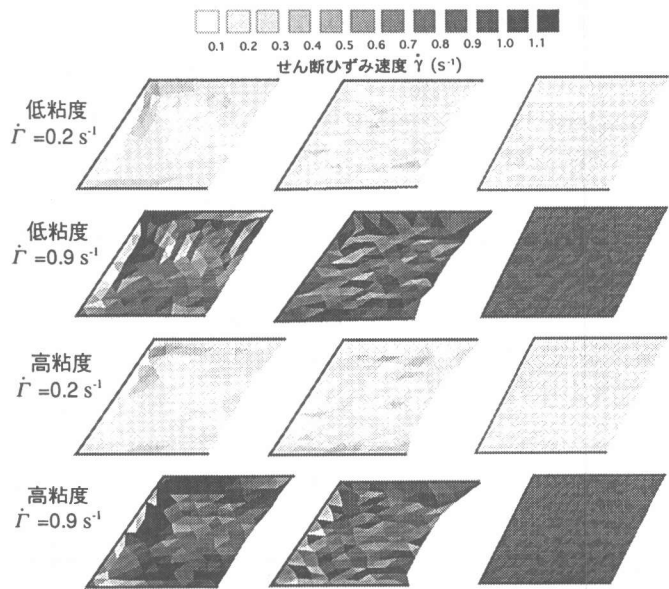 0.1 0.2 0.3 0.4 0.5 0.6 0.7 0.8 0.9 1.0 1.1
せん断ひずみ速度 γ̇ (s⁻¹)
低粘度
Γ̇ =0.2 s⁻¹
低粘度
Γ̇ =0.9 s⁻¹
高粘度
Γ̇ =0.2 s⁻¹
高粘度
Γ̇ =0.9 s⁻¹